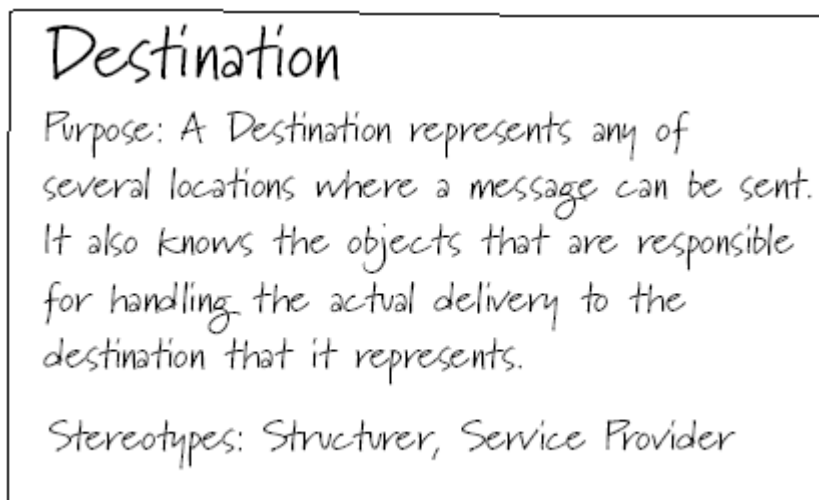 Destination
Purpose: A Destination represents any of
several locations where a message can be sent.
It also knows the objects that are responsible
for handling the actual delivery to the
destination that it represents.
Stereotypes: Structurer, Service Provider